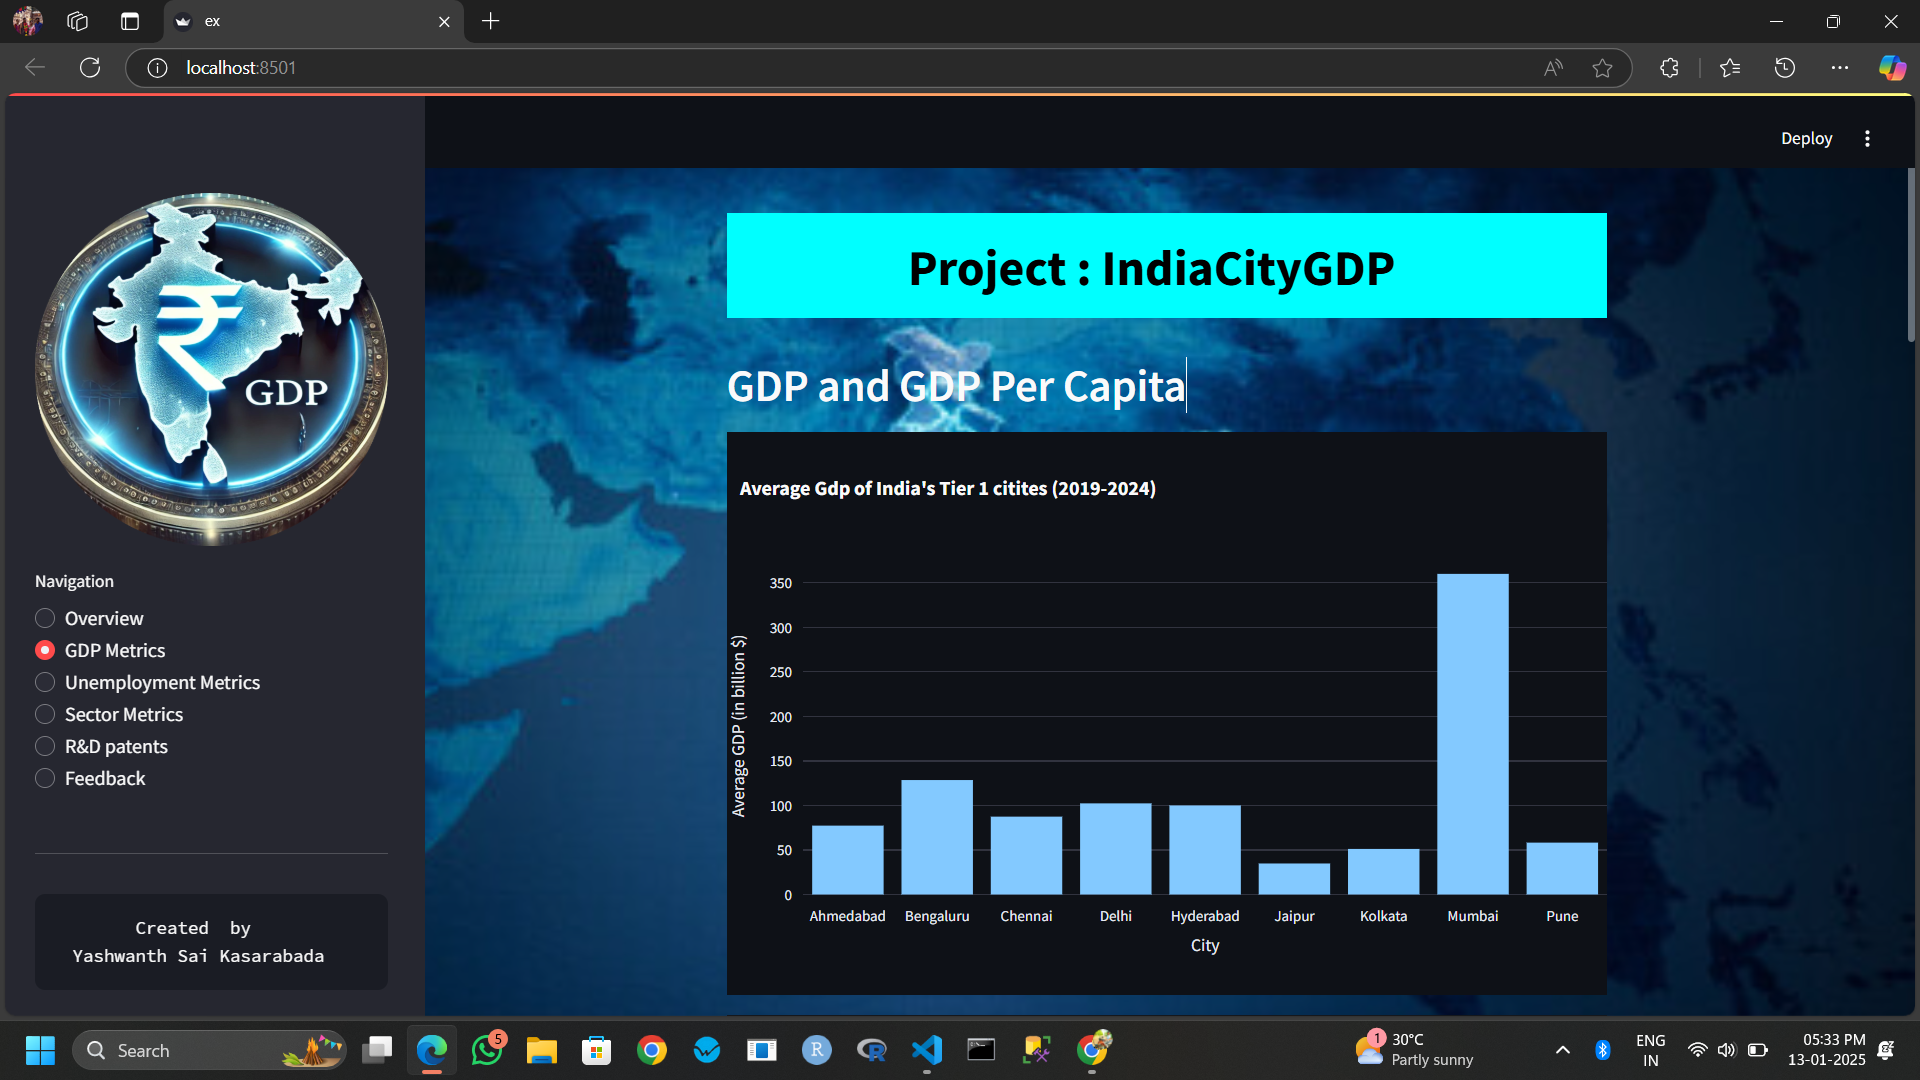 ex
localhost:8501
Deploy
Project : IndiaCityGDP
GDP and GDP Per Capita
₹
GDP
Navigation
Overview
GDP Metrics
Unemployment Metrics
Sector Metrics
R&D patents
Feedback
Created by
Yashwanth Sai Kasarabada
Average Gdp of India's Tier 1 citites (2019-2024)
Average GDP (in billion $)
350
300
250
200
150
100
50
0
Ahmedabad Bengaluru Chennai Delhi Hyderabad Jaipur Kolkata Mumbai Pune
City
Search
5
R
R
1
30°C
Partly sunny
ENG
IN
05:33 PM
13-01-2025